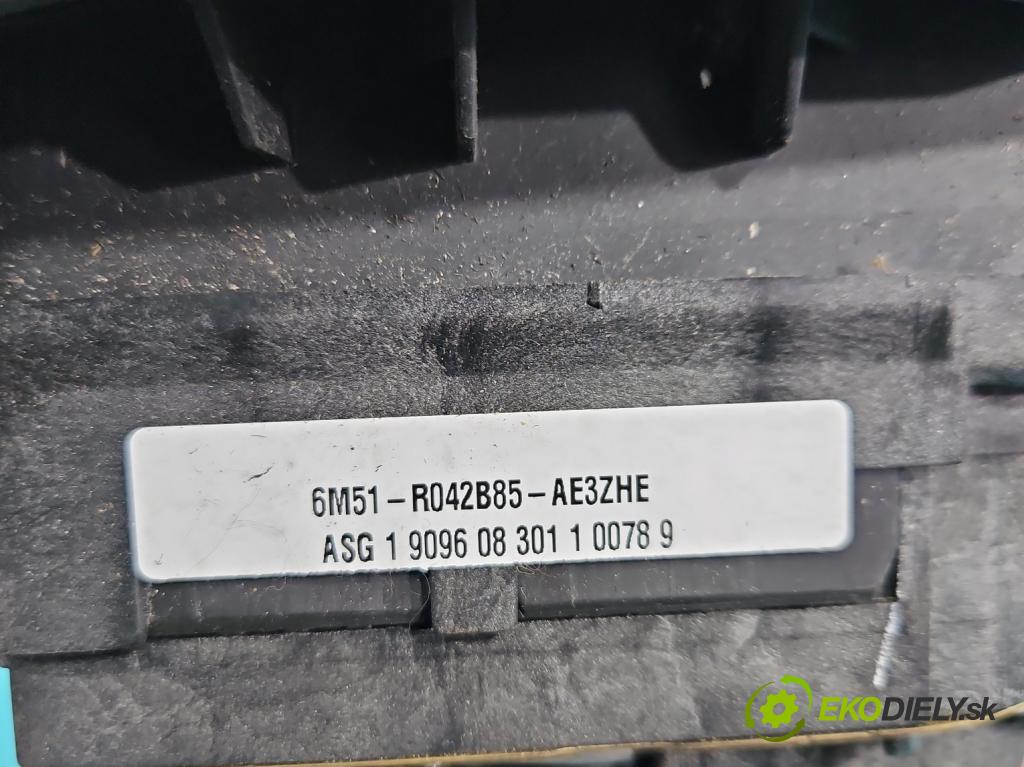 6M51-R042B85-AE3ZHE
ASG 1 9096 08 301 1 0078 9
EKODIELY.sk